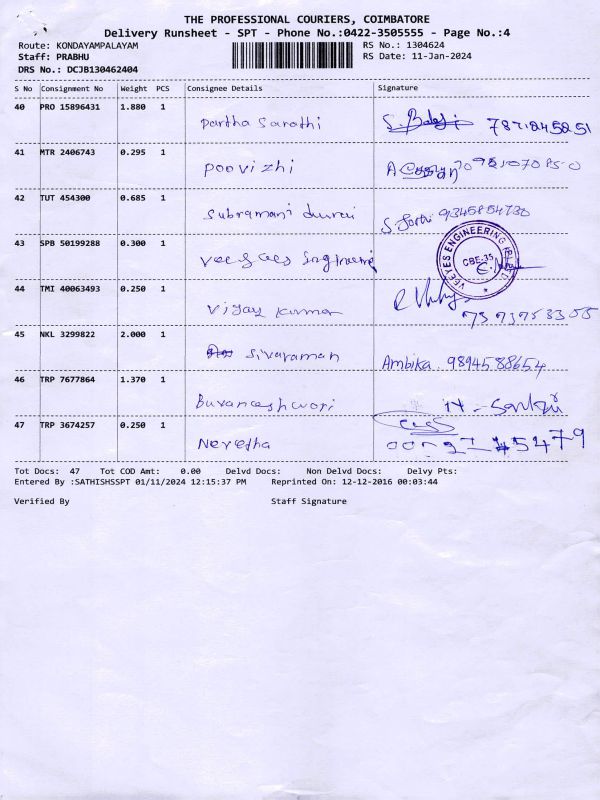 THE PROFESSIONAL COURIERS, COIMBATORE
Delivery Runsheet - SPT - Phone No.:0422-3505555 - Page No.:4
Route: KONDAYAMPALAYAM RS No.: 1304624
Staff: PRABHU RS Date: 11-Jan-2024
DRS No.: DCJB130462404
S No Consignment No Weight PCS Consignee Details Signature
40 PRO 15896431 1.880 1
Partha Sarathi S. Balaji
41 MTR 2406743 0.295 1
Poovizhi
42 TUT 454300 0.685 1
Subramani Durai
43 SPB 50199288 0.300 1
VEEYES ENGINEERING CBE-35
44 TMI 40063493 0.250 1
Vijay Kumar
45 NKL 3299822 2.000 1
Sivaraman Ambika. 9894588654
46 TRP 7677864 1.370 1
Buvaneshwari
47 TRP 3674257 0.250 1
Nevetha
Tot Docs: 47 Tot COD Amt: 0.00 Delvd Docs: Non Delvd Docs: Delvy Pts:
Entered By :SATHISHSSPT 01/11/2024 12:15:37 PM Reprinted On: 12-12-2016 00:03:44
Verified By Staff Signature